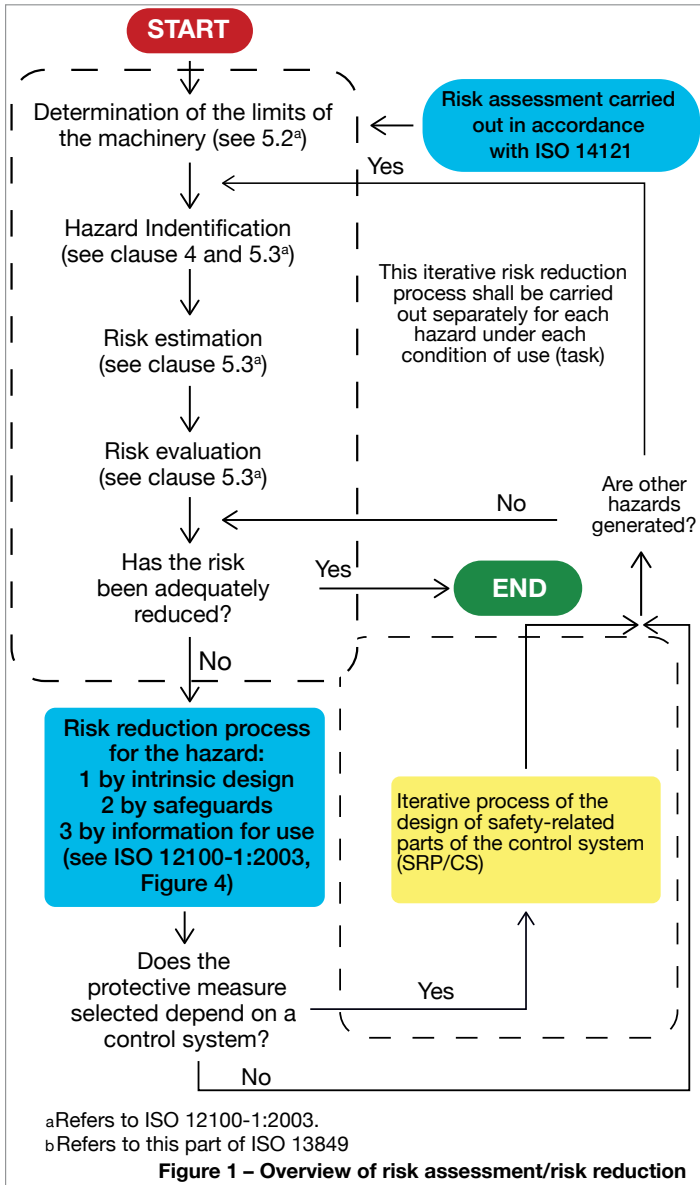 START
Determination of the limits of
the machinery (see 5.2ᵃ)
Risk assessment carried
out in accordance
with ISO 14121
Yes
Hazard Indentification
(see clause 4 and 5.3ᵃ)
This iterative risk reduction
process shall be carried
out separately for each
hazard under each
condition of use (task)
Risk estimation
(see clause 5.3ᵃ)
Risk evaluation
(see clause 5.3ᵃ)
Are other
hazards
generated?
No
Has the risk
been adequately
reduced?
Yes
END
No
Risk reduction process
for the hazard:
1 by intrinsic design
2 by safeguards
3 by information for use
(see ISO 12100-1:2003,
Figure 4)
Iterative process of the
design of safety-related
parts of the control system
(SRP/CS)
Does the
protective measure
selected depend on a
control system?
Yes
No
aRefers to ISO 12100-1:2003.
bRefers to this part of ISO 13849
Figure 1 – Overview of risk assessment/risk reduction